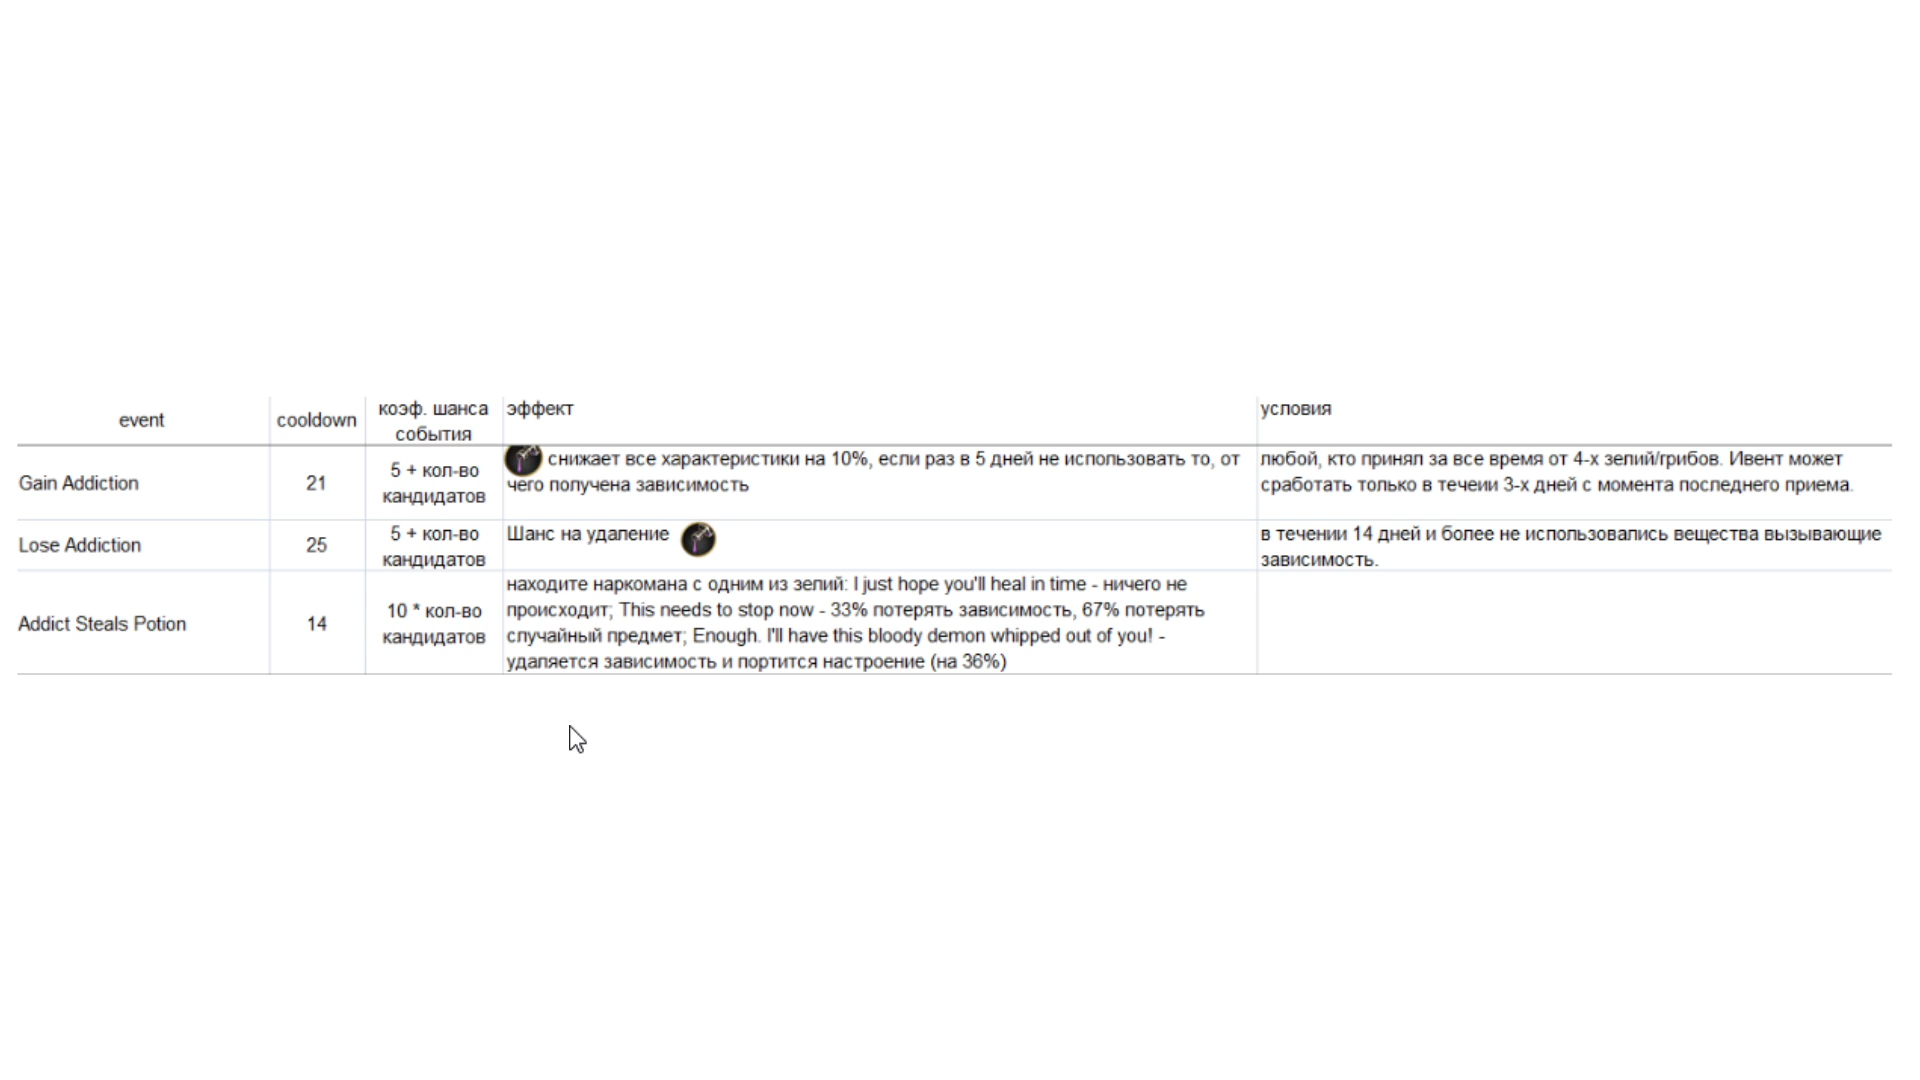 event
cooldown
коэф. шанса
события
эффект
условия
Gain Addiction
21
5 + кол-во
кандидатов
снижает все характеристики на 10%, если раз в 5 дней не использовать то, от
чего получена зависимость
любой, кто принял за все время от 4-х зелий/грибов. Ивент может
сработать только в течеии 3-х дней с момента последнего приема.
Lose Addiction
25
5 + кол-во
кандидатов
Шанс на удаление
в течении 14 дней и более не использовались вещества вызывающие
зависимость.
Addict Steals Potion
14
10 * кол-во
кандидатов
находите наркомана с одним из зелий: I just hope you'll heal in time - ничего не
происходит; This needs to stop now - 33% потерять зависимость, 67% потерять
случайный предмет; Enough. I'll have this bloody demon whipped out of you! -
удаляется зависимость и портится настроение (на 36%)